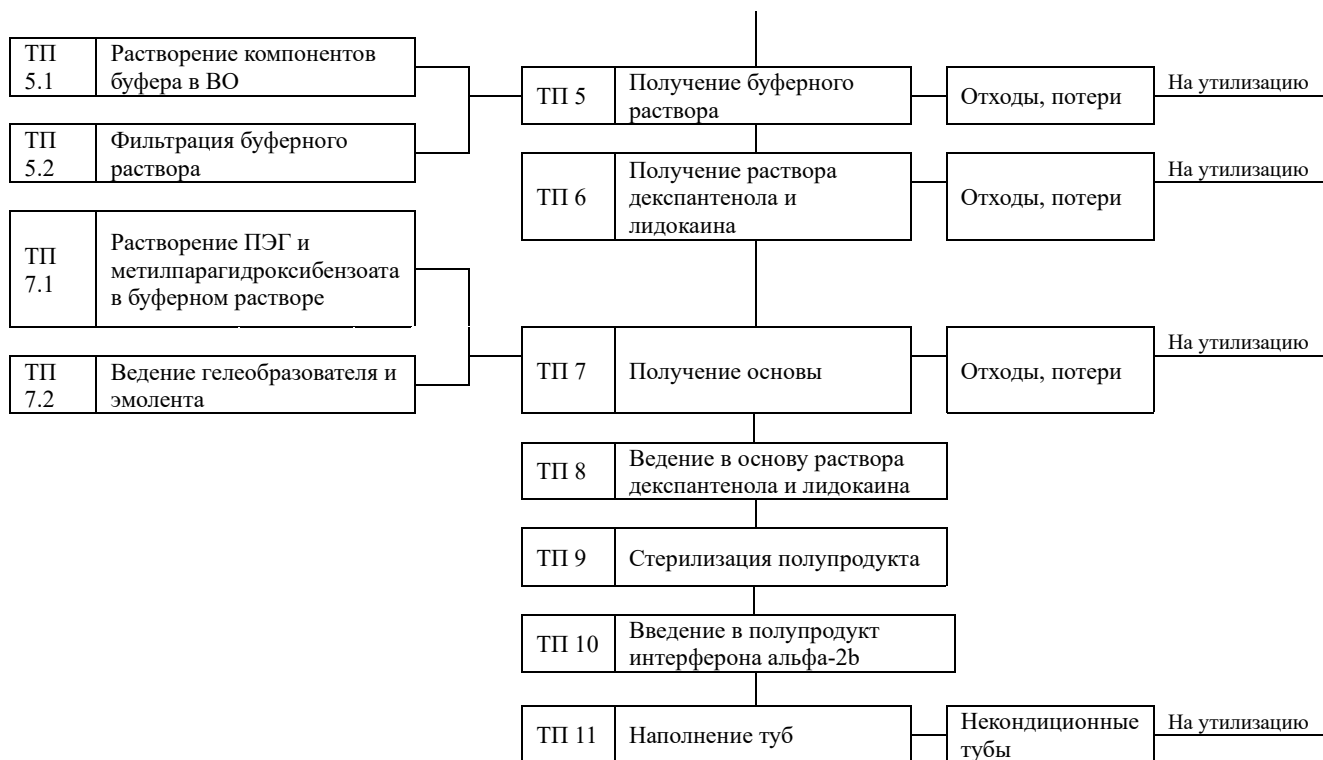 ТП 5.1
Растворение компонентов
буфера в ВО
ТП 5.2
Фильтрация буферного
раствора
ТП 5
Получение буферного
раствора
Отходы, потери
На утилизацию
ТП 6
Получение раствора
декспантенола и
лидокаина
Отходы, потери
На утилизацию
ТП 7.1
Растворение ПЭГ и
метилпарагидроксибензоата
в буферном растворе
ТП 7.2
Ведение гелеобразователя и
эмолента
ТП 7
Получение основы
Отходы, потери
На утилизацию
ТП 8
Ведение в основу раствора
декспантенола и лидокаина
ТП 9
Стерилизация полупродукта
ТП 10
Введение в полупродукт
интерферона альфа-2b
ТП 11
Наполнение туб
Некондиционные
тубы
На утилизацию